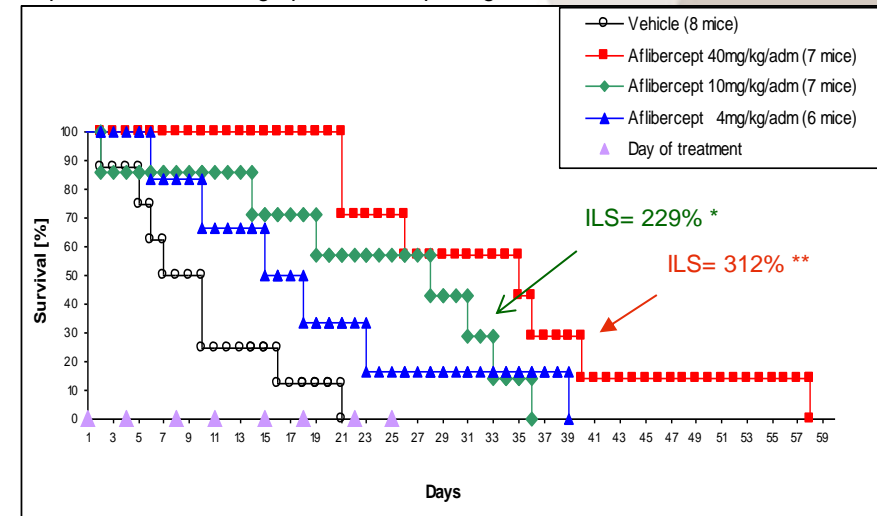 Vehicle (8 mice)
Aflibercept 40mg/kg/adm (7 mice)
Aflibercept 10mg/kg/adm (7 mice)
Aflibercept 4mg/kg/adm (6 mice)
Day of treatment
ILS= 229% *
ILS= 312% **
Survival [%]
100
90
80
70
60
50
40
30
20
10
0
1 3 5 7 9 11 13 15 17 19 21 23 25 27 29 31 33 35 37 39 41 43 45 47 49 51 53 55 57 59
Days